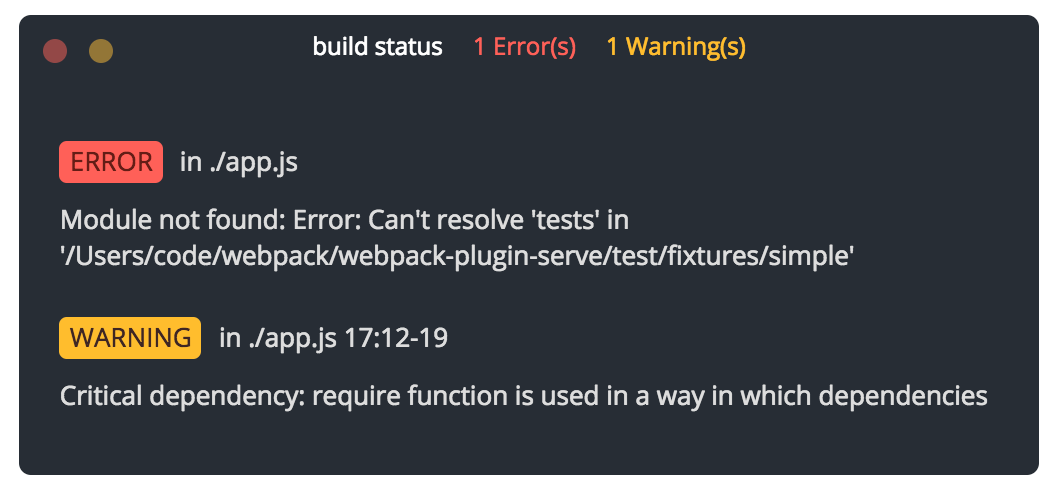 build status 1 Error(s) 1 Warning(s)
ERROR in ./app.js
Module not found: Error: Can't resolve 'tests' in
'/Users/code/webpack/webpack-plugin-serve/test/fixtures/simple'
WARNING in ./app.js 17:12-19
Critical dependency: require function is used in a way in which dependencies